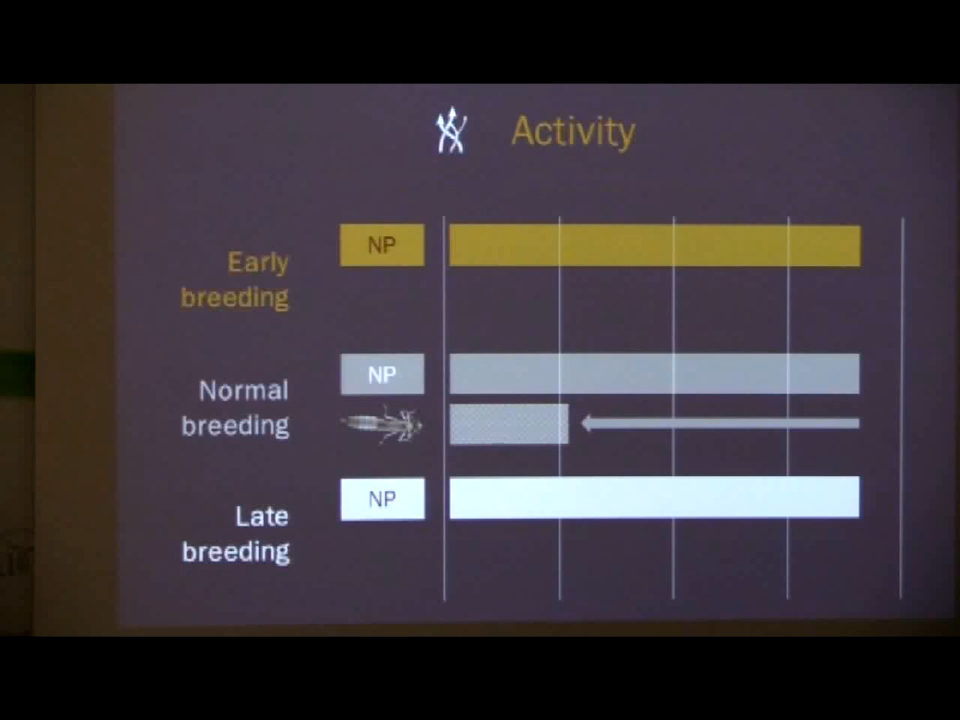 Activity
NP
Early
breeding
NP
Normal
breeding
NP
Late
breeding